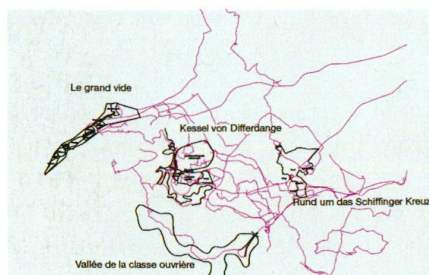 Le grand vide
Kessel von Differdange
Rund um das Schiffinger Kreuz
Vallée de la classe ouvrière